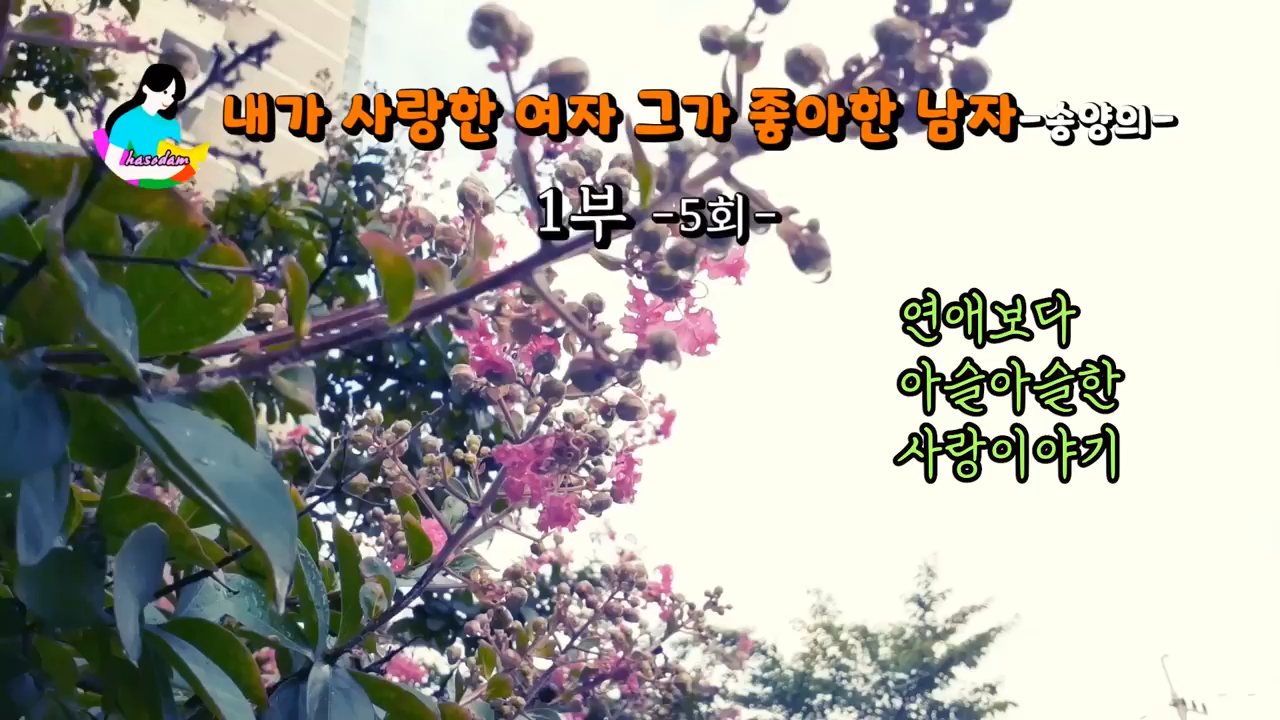 내가 사랑한 여자 그가 좋아한 남자-송양의-
hasodam
1부 -5회-
연애보다
아슬아슬한
사랑이야기